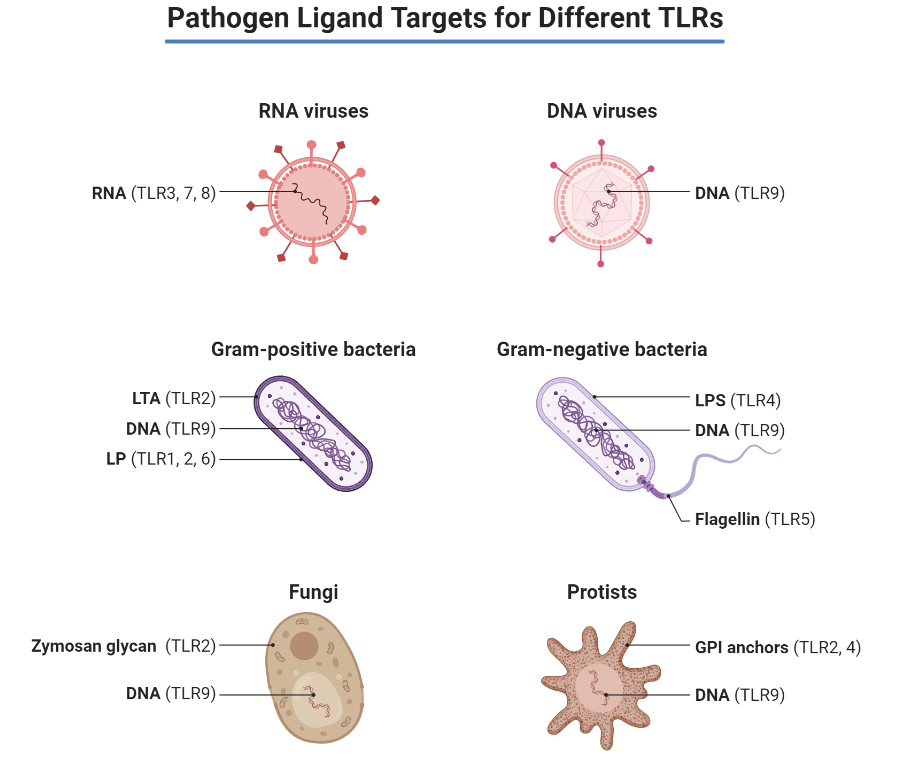 Pathogen Ligand Targets for Different TLRs
RNA viruses
DNA viruses
RNA (TLR3, 7, 8)
DNA (TLR9)
Gram-positive bacteria
Gram-negative bacteria
LTA (TLR2)
DNA (TLR9)
LP (TLR1, 2, 6)
LPS (TLR4)
DNA (TLR9)
Flagellin (TLR5)
Fungi
Protists
Zymosan glycan (TLR2)
DNA (TLR9)
GPI anchors (TLR2, 4)
DNA (TLR9)